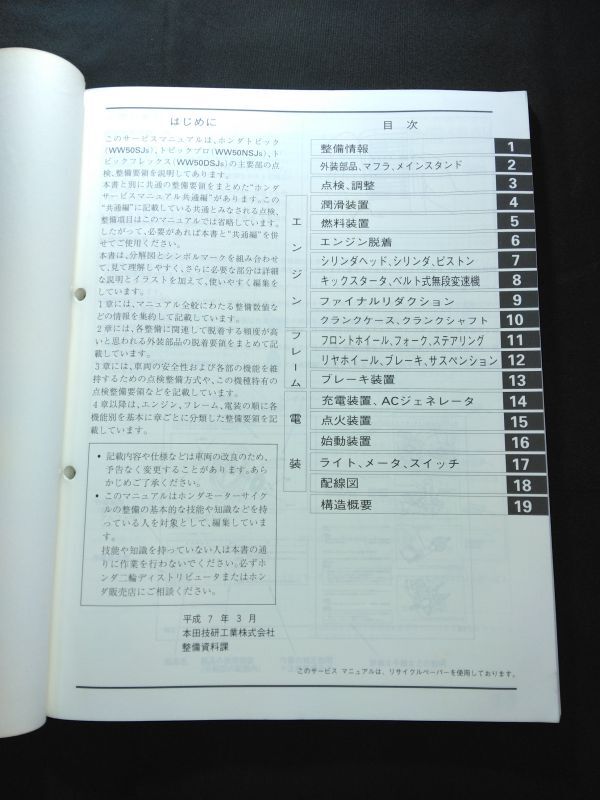 はじめに
このサービスマニュアルは、ホンダトピック
(WW50SJs)、トピックプロ(WW50NSJs)、ト
ピックフレックス(WW50DSJs)の主要部の点
検、整備要領を説明してあります。
本書と別に共通の整備要領をまとめた“ホンダ
サービスマニュアル共通編”があります。この
“共通編”に記載している共通とみなされる点検、
整備項目はこのマニュアルでは省略しています。
したがって、必要があれば本書と“共通編”を併
せてご使用ください。
本書は、分解図とシンボルマークを組み合わせ
て、見て理解しやすく、さらに必要な部分は詳細
な説明とイラストを加えて、使いやすく編集を
しています。
1章には、マニュアル全般にわたる整備数値な
どの情報を集約して記載しています。
2章には、各整備に関連して脱着する頻度が高
いと思われる外装部品の脱着要領をまとめて記
載しています。
3章には、車両の安全性および各部の機能を維
持するための点検整備方式や、この機種特有の
点検整備要領などを記載しています。
4章以降は、エンジン、フレーム、電装の順に各
機能別を基本に章ごとに分類した整備要領を記
載しています。
• 記載内容や仕様などは車両の改良のため、
予告なく変更することがあります。あら
かじめご了承ください。
• このマニュアルはホンダモーターサイク
ルの整備の基本的な技能や知識などを持
っている人を対象として、編集していま
す。
技能や知識を持っていない人は本書の通
りに作業を行わないでください。必ずホ
ンダ二輪ディストリビュータまたはホン
ダ販売店にご相談ください。
平成7年3月
本田技研工業株式会社
整備資料課
目次
整備情報 1
外装部品、マフラ、メインスタンド 2
点検、調整 3
エンジン
潤滑装置 4
燃料装置 5
エンジン脱着 6
シリンダヘッド、シリンダ、ピストン 7
キックスタータ、ベルト式無段変速機 8
ファイナルリダクション 9
クランクケース、クランクシャフト 10
フレーム
フロントホイール、フォーク、ステアリング 11
リヤホイール、ブレーキ、サスペンション 12
ブレーキ装置 13
電装
充電装置、ACジェネレータ 14
点火装置 15
始動装置 16
ライト、メータ、スイッチ 17
配線図 18
構造概要 19
このサービス マニュアルは、リサイクルペーパーを使用しております。